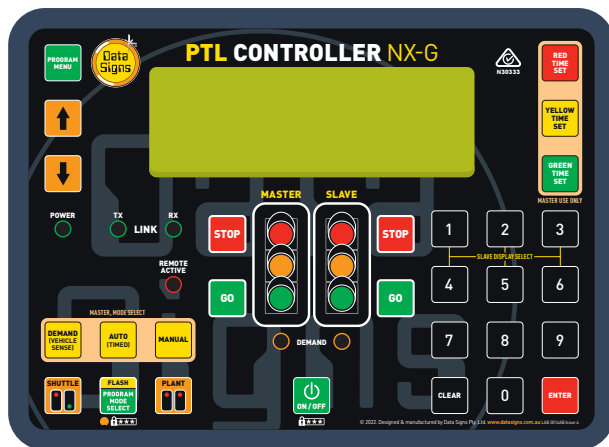 PTL CONTROLLER NX-G
PROGRAM
MENU
Data
Signs
N30333
RED
TIME
SET
YELLOW
TIME
SET
GREEN
TIME
SET
MASTER USE ONLY
MASTER
SLAVE
POWER
TX
LINK
RX
REMOTE
ACTIVE
STOP
STOP
GO
GO
1
2
3
SLAVE DISPLAY SELECT
4
5
6
MASTER, MODE SELECT
DEMAND
(VEHICLE
SENSE)
AUTO
(TIMED)
MANUAL
DEMAND
7
8
9
SHUTTLE
FLASH
PROGRAM
MODE
SELECT
PLANT
***
ON/OFF
***
CLEAR
0
ENTER
© 2022. Designed & manufactured by Data Signs Pty. Ltd. www.datasigns.com.au
Data
Signs